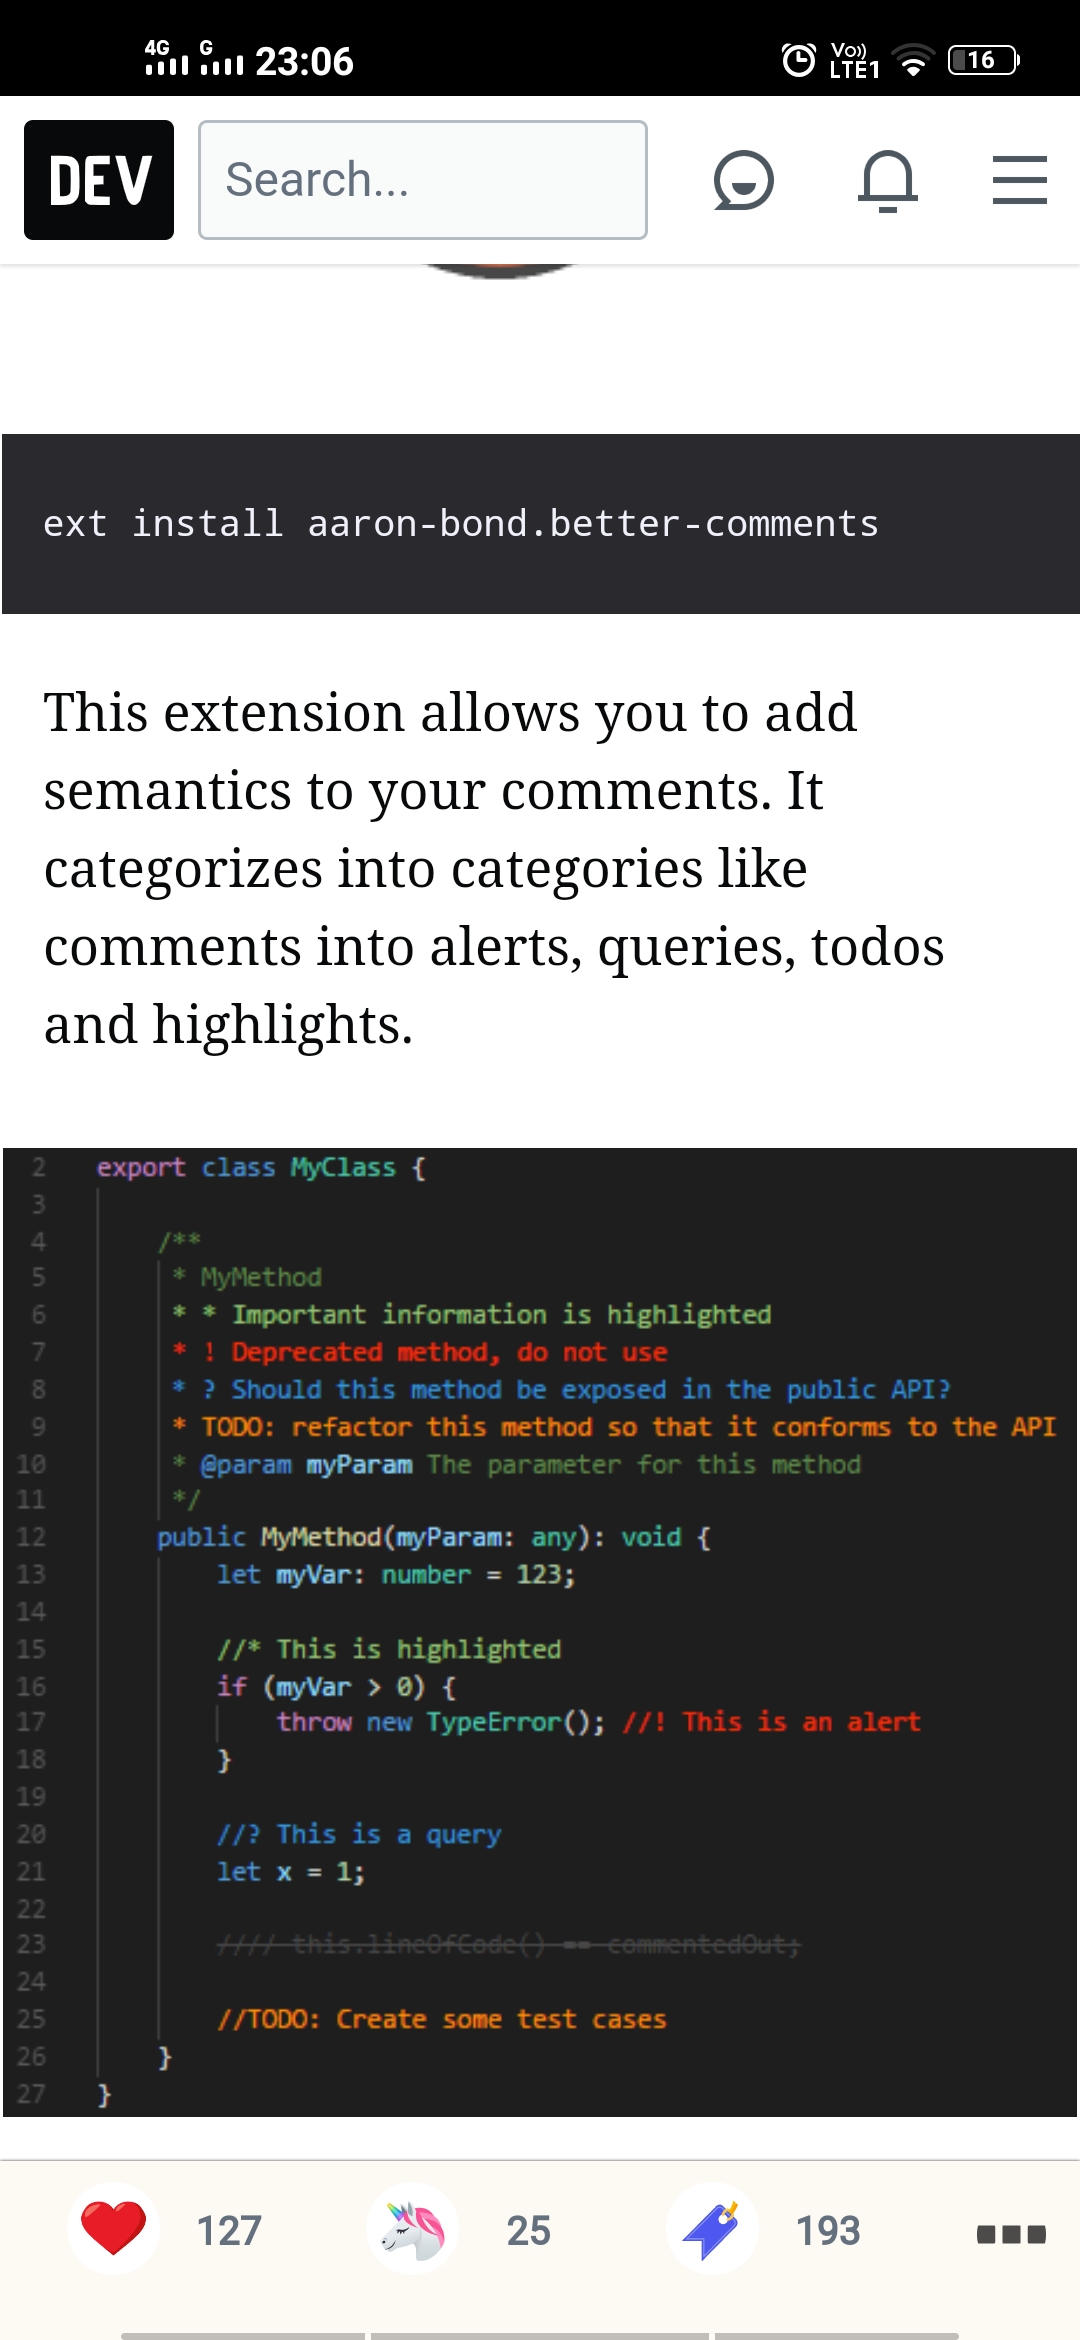 4G G 23:06 Vo)) LTE1 16
DEV Search...
ext install aaron-bond.better-comments
This extension allows you to add
semantics to your comments. It
categorizes into categories like
comments into alerts, queries, todos
and highlights.
2 export class MyClass {
3
4 /**
5 * MyMethod
6 * * Important information is highlighted
7 * ! Deprecated method, do not use
8 * ? Should this method be exposed in the public API?
9 * TODO: refactor this method so that it conforms to the API
10 * @param myParam The parameter for this method
11 */
12 public MyMethod(myParam: any): void {
13 let myVar: number = 123;
14
15 //* This is highlighted
16 if (myVar > 0) {
17 throw new TypeError(); //! This is an alert
18 }
19
20 //? This is a query
21 let x = 1;
22
23 //// this.lineOfCode() == commentedOut;
24
25 //TODO: Create some test cases
26 }
27 }
127 25 193